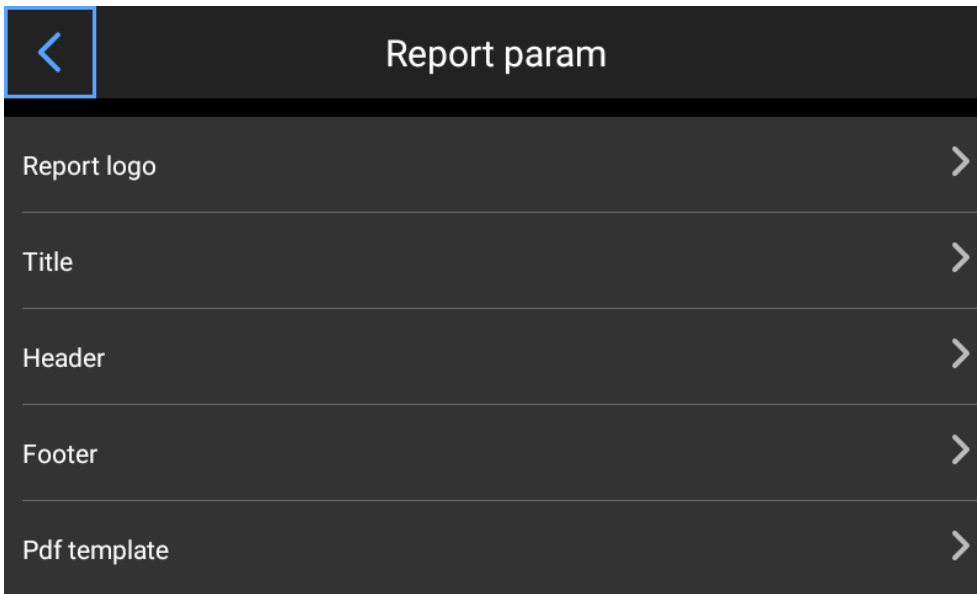 Report param
Report logo
Title
Header
Footer
Pdf template